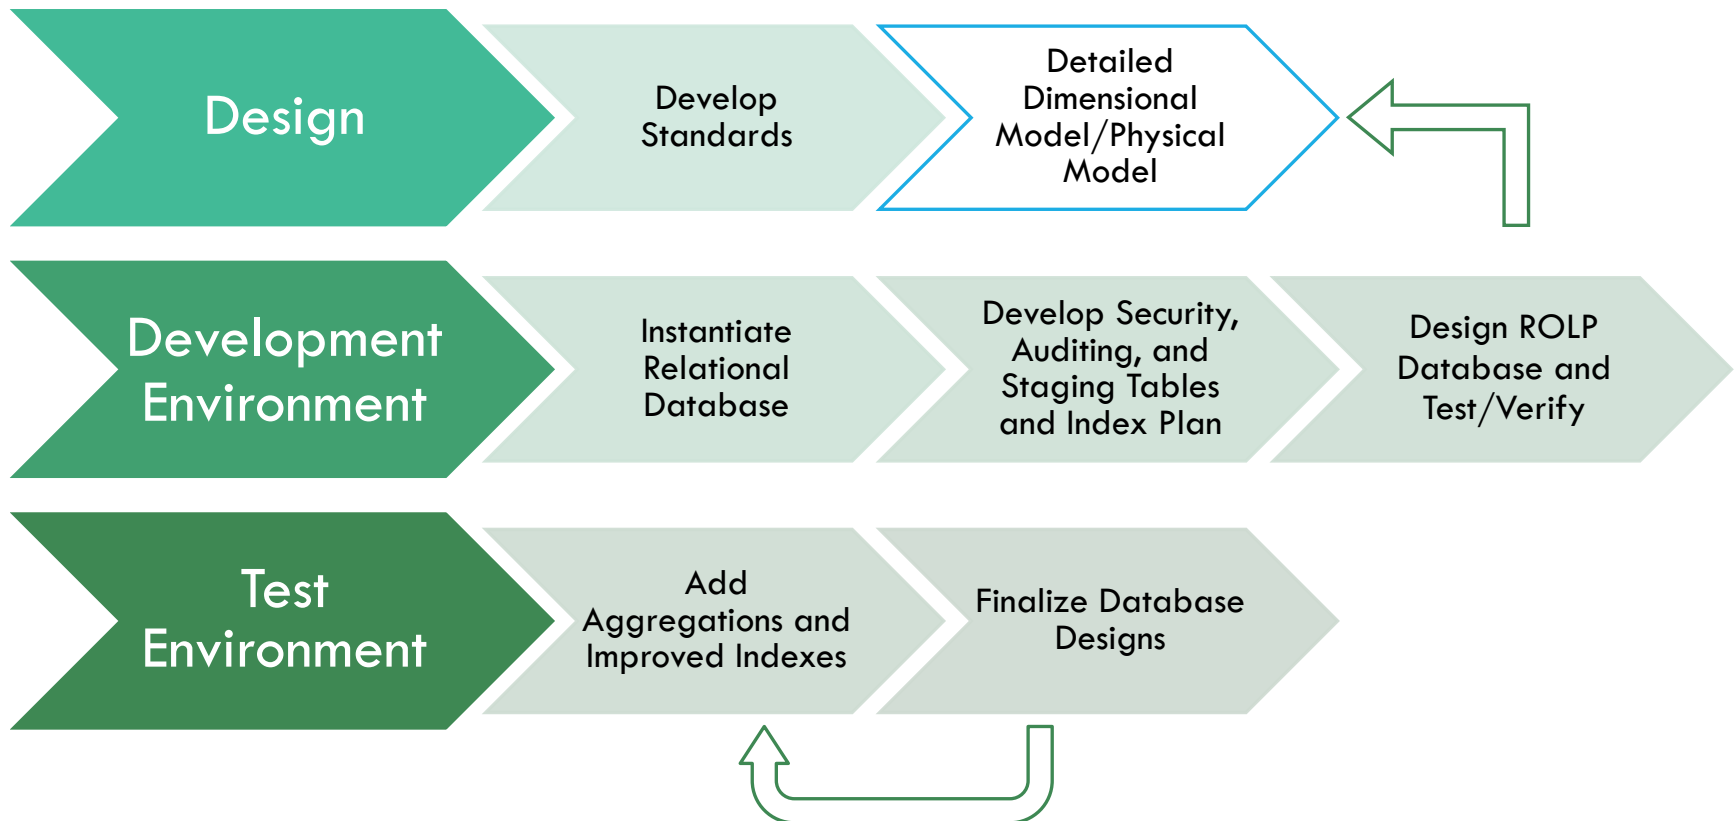 Design
Develop
Standards
Detailed
Dimensional
Model/Physical
Model
Development
Environment
Instantiate
Relational
Database
Develop Security,
Auditing, and
Staging Tables
and Index Plan
Design ROLP
Database and
Test/Verify
Test
Environment
Add
Aggregations and
Improved Indexes
Finalize Database
Designs